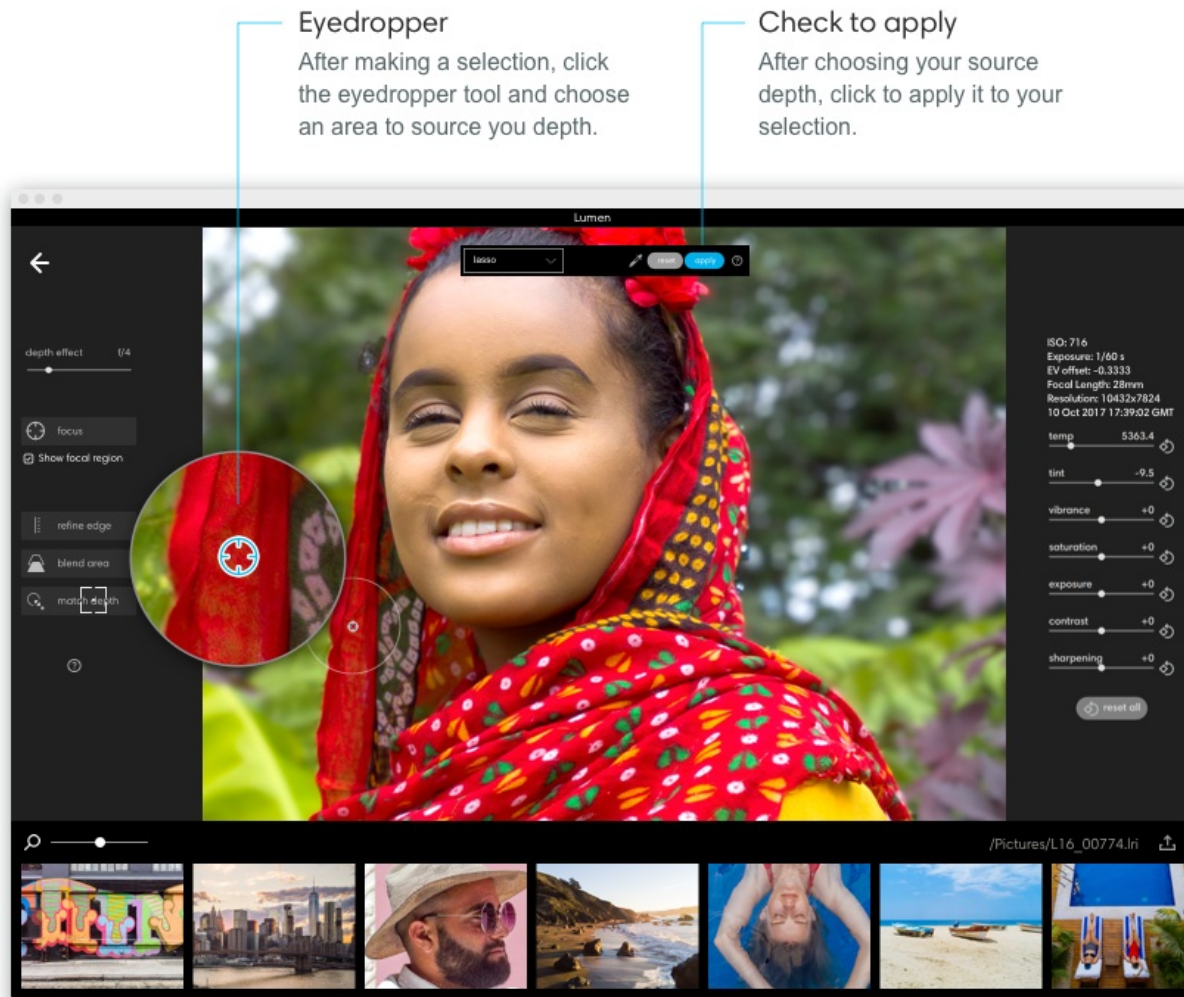 Eyedropper
After making a selection, click
the eyedropper tool and choose
an area to source you depth.
Check to apply
After choosing your source
depth, click to apply it to your
selection.
Lumen
lasso
reset
apply
depth effect f/4
focus
Show focal region
refine edge
blend area
match depth
ISO: 716
Exposure: 1/60 s
EV offset: -0.3333
Focal Length: 28mm
Resolution: 10432x7824
10 Oct 2017 17:39:02 GMT
temp 5363.4
tint -9.5
vibrance +0
saturation +0
exposure +0
contrast +0
sharpening +0
reset all
/Pictures/L16_00774.lri